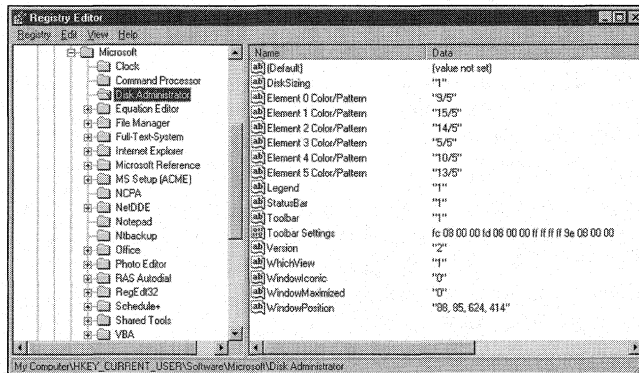 Registry Editor
Registry Edit View Help
Microsoft
Clock
Command Processor
Disk Administrator
Equation Editor
File Manager
Full-Text-System
Internet Explorer
Microsoft Reference
MS Setup (ACME)
NCPA
NetDDE
Notepad
Ntbackup
Office
Photo Editor
RAS Autodial
RegEdt32
Schedule+
Shared Tools
VBA
Name Data
(Default) (value not set)
DiskSizing "1"
Element 0 Color/Pattern "9/5"
Element 1 Color/Pattern "15/5"
Element 2 Color/Pattern "14/5"
Element 3 Color/Pattern "5/5"
Element 4 Color/Pattern "10/5"
Element 5 Color/Pattern "13/5"
Legend "1"
StatusBar "1"
Toolbar "1"
Toolbar Settings fc 08 00 00 fd 08 00 00 ff ff ff ff 3e 08 00 00
Version "2"
WhichView "1"
WindowIconic "0"
WindowMaximized "0"
WindowPosition "88, 85, 624, 414"
My Computer\HKEY_CURRENT_USER\Software\Microsoft\Disk Administrator